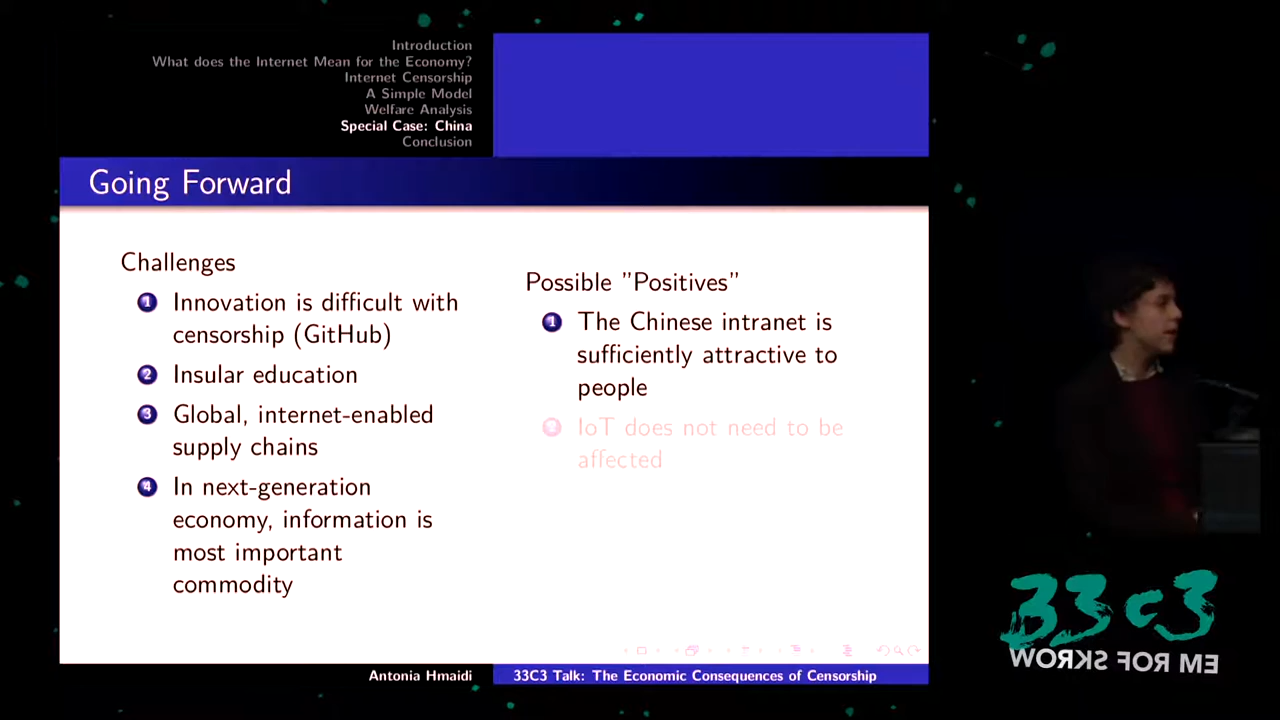 Introduction
What does the Internet Mean for the Economy?
Internet Censorship
A Simple Model
Welfare Analysis
Special Case: China
Conclusion
Going Forward
Challenges
1 Innovation is difficult with
censorship (GitHub)
2 Insular education
3 Global, internet-enabled
supply chains
4 In next-generation
economy, information is
most important
commodity
Possible "Positives"
1 The Chinese intranet is
sufficiently attractive to
people
2 IoT does not need to be
affected
Antonia Hmaidi
33C3 Talk: The Economic Consequences of Censorship
33C3
WORKS FOR ME